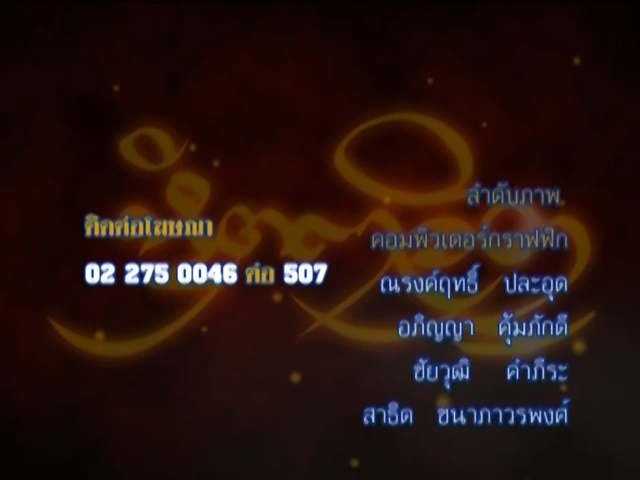 ติดต่อโฆษณา
02 275 0046 ต่อ 507
ลำดับภาพ
คอมพิวเตอร์กราฟฟิก
ณรงค์ฤทธิ์ ปละอุด
อภิญญา คุ้มภักดี
ชัยวุฒิ คำภิระ
สาธิต ชนาภาวรพงศ์